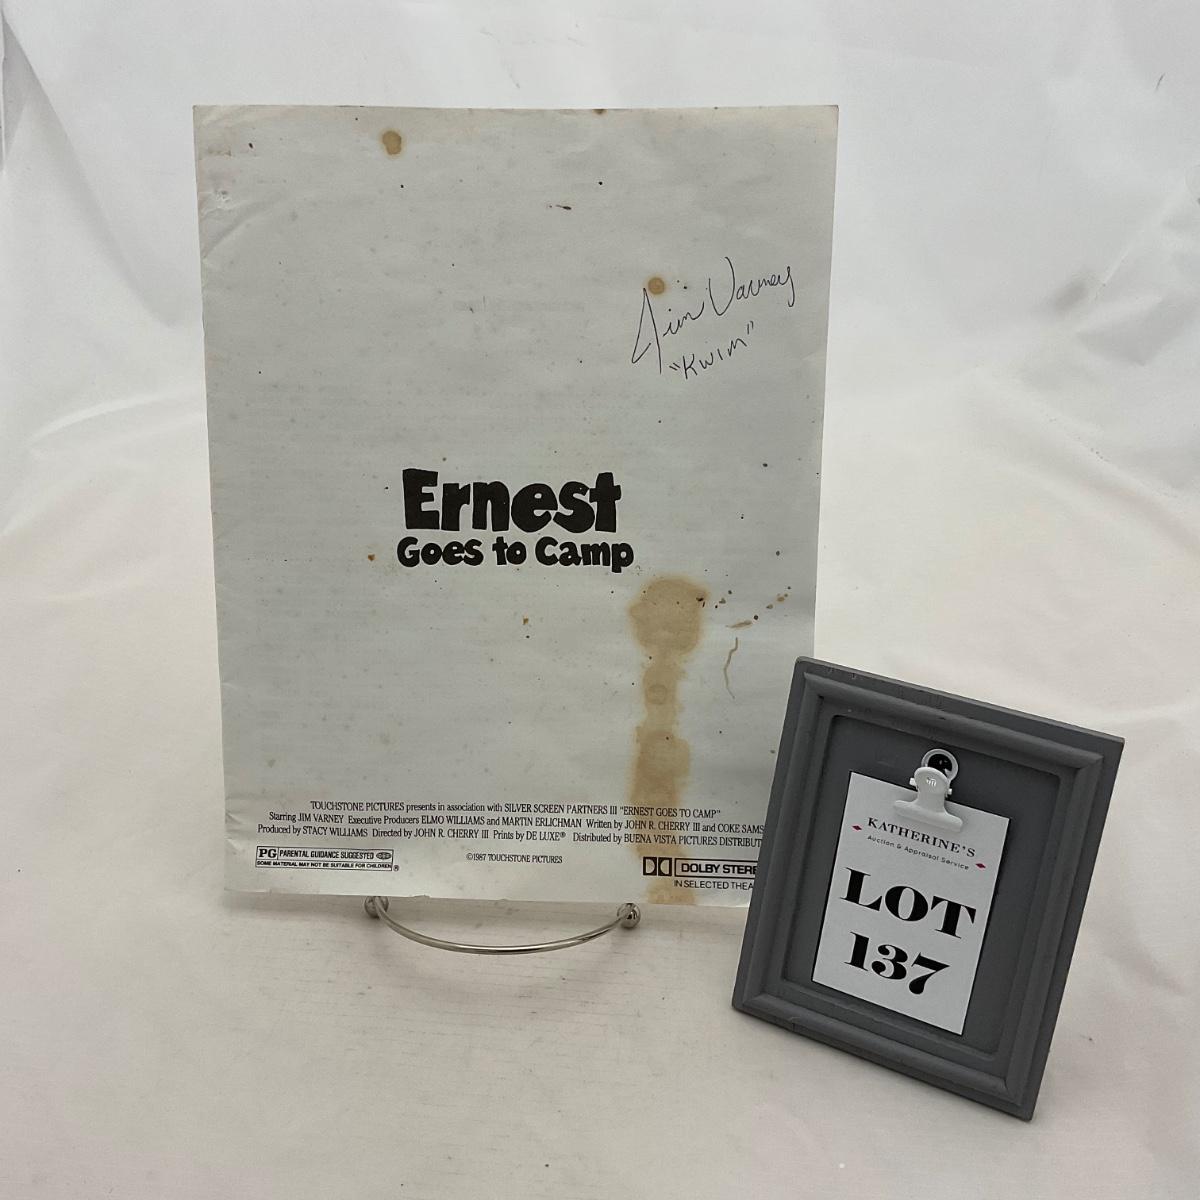 Jim Varney
"KWIM"
Ernest
Goes to Camp
TOUCHSTONE PICTURES presents in association with SILVER SCREEN PARTNERS III "ERNEST GOES TO CAMP"
Starring JIM VARNEY Executive Producers ELMO WILLIAMS and MARTIN ERLICHMAN Written by JOHN R. CHERRY III and COKE SAMS
Produced by STACY WILLIAMS Directed by JOHN R. CHERRY III Prints by DE LUXE® Distributed by BUENA VISTA PICTURES DISTRIBUT
PG PARENTAL GUIDANCE SUGGESTED
SOME MATERIAL MAY NOT BE SUITABLE FOR CHILDREN ®
©1987 TOUCHSTONE PICTURES
DOLBY STERE
IN SELECTED THEA
KATHERINE'S
Auction & Appraisal Service
LOT
137